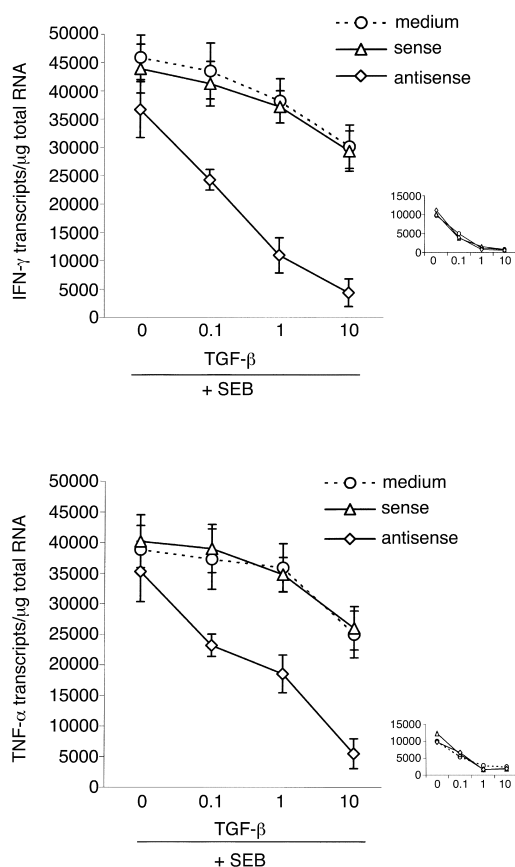 medium
sense
antisense
IFN-γ transcripts/μg total RNA
50000
45000
40000
35000
30000
25000
20000
15000
10000
5000
0
0 0.1 1 10
TGF-β
+ SEB
15000
10000
5000
0
0 0.1 1 10
medium
sense
antisense
TNF-α transcripts/μg total RNA
50000
45000
40000
35000
30000
25000
20000
15000
10000
5000
0
0 0.1 1 10
TGF-β
+ SEB
15000
10000
5000
0
0 0.1 1 10